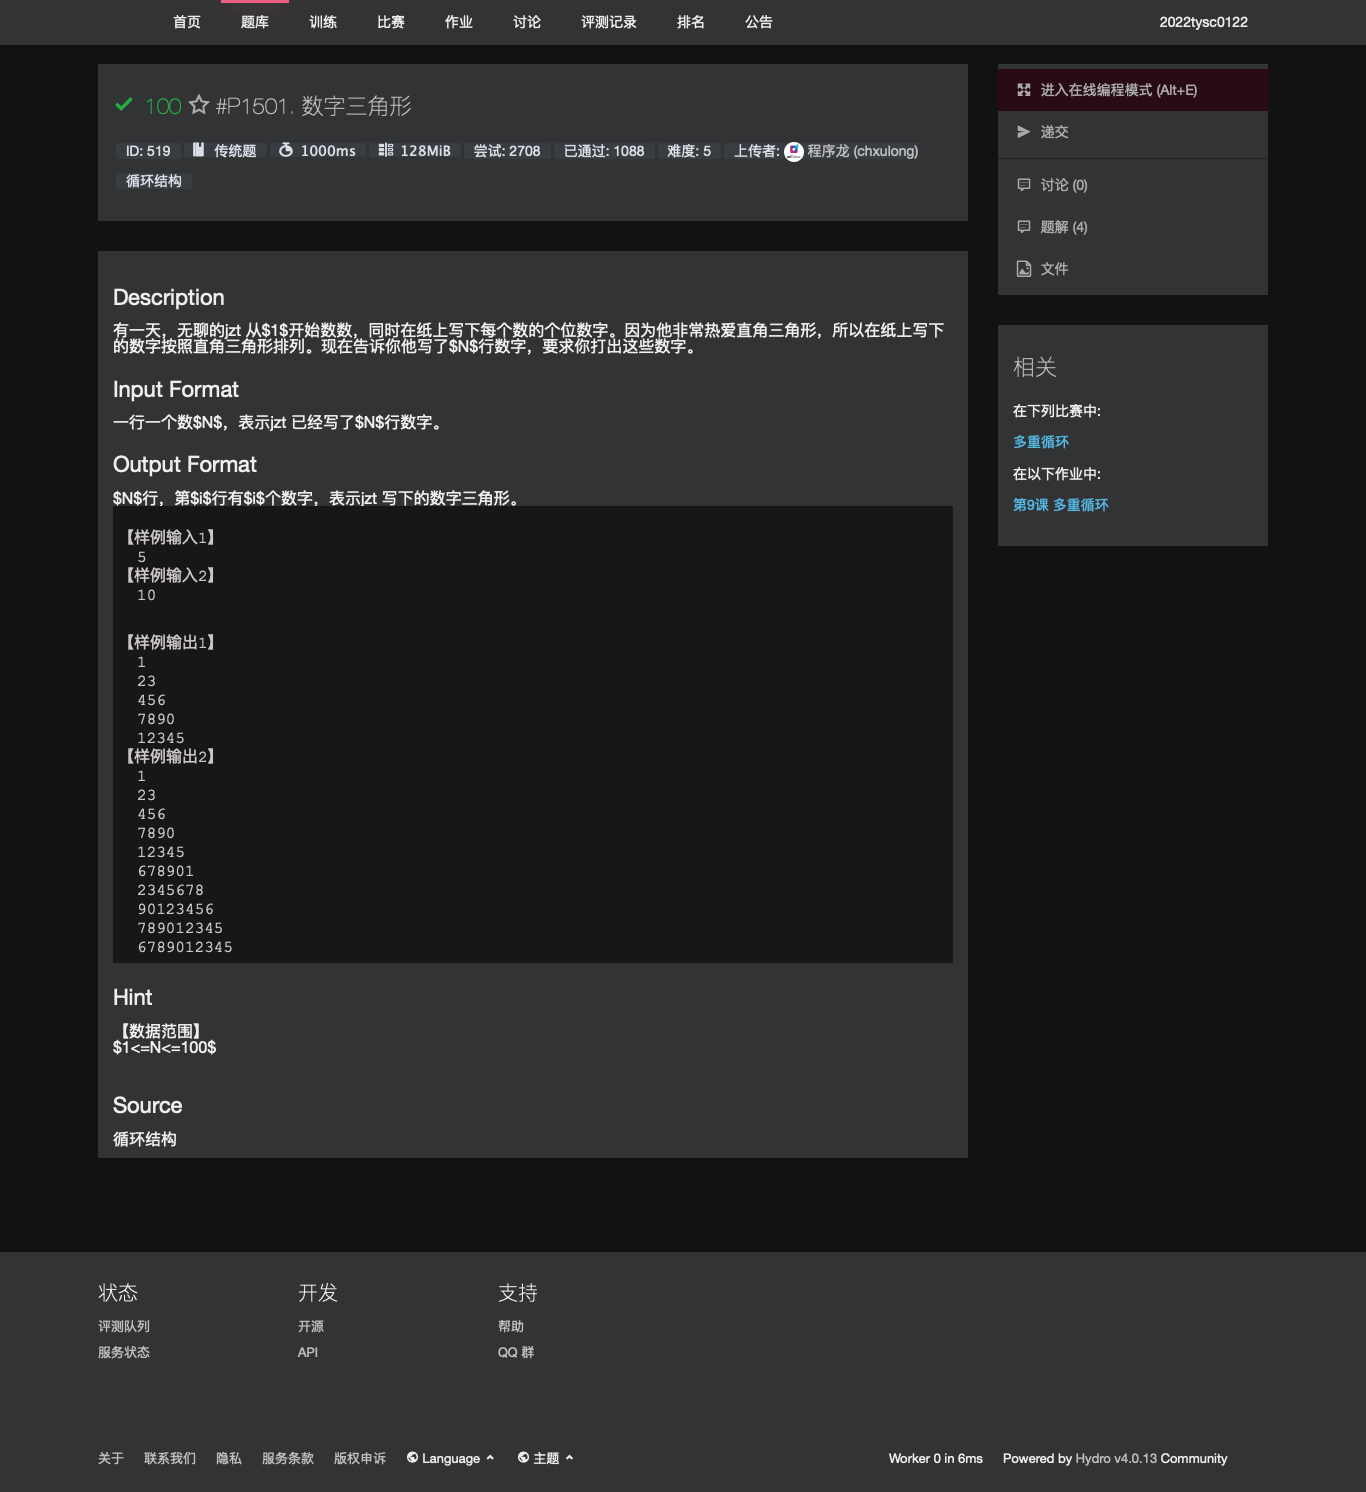 首页 题库 训练 比赛 作业 讨论 评测记录 排名 公告 2022tysc0122
100 #P1501. 数字三角形
ID: 519 传统题 1000ms 128MiB 尝试: 2708 已通过: 1088 难度: 5 上传者: 程序龙 (chxulong)
循环结构
Description
有一天，无聊的jzt 从$1$开始数数，同时在纸上写下每个数的个位数字。因为他非常热爱直角三角形，所以在纸上写下
的数字按照直角三角形排列。现在告诉你他写了$N$行数字，要求你打出这些数字。
Input Format
一行一个数$N$，表示jzt 已经写了$N$行数字。
Output Format
$N$行，第$i$行有$i$个数字，表示jzt 写下的数字三角形。
【样例输入1】
5
【样例输入2】
10
【样例输出1】
1
23
456
7890
12345
【样例输出2】
1
23
456
7890
12345
678901
2345678
90123456
789012345
6789012345
Hint
【数据范围】
$1<=N<=100$
Source
循环结构
进入在线编程模式 (Alt+E)
递交
讨论 (0)
题解 (4)
文件
相关
在下列比赛中:
多重循环
在以下作业中:
第9课 多重循环
状态 开发 支持
评测队列 开源 帮助
服务状态 API QQ 群
关于 联系我们 隐私 服务条款 版权申诉 Language 主题 Worker 0 in 6ms Powered by Hydro v4.0.13 Community